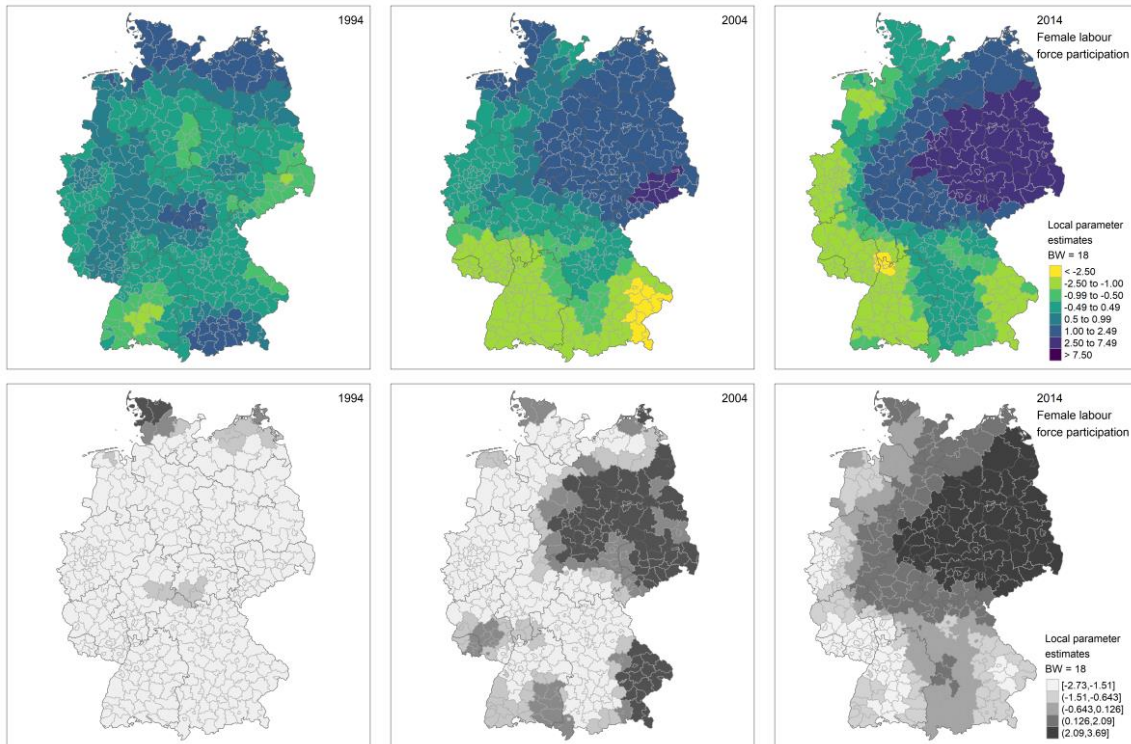 1994
2004
2014
Female labour
force participation
Local parameter
estimates
BW = 18
< -2.50
-2.50 to -1.00
-0.99 to -0.50
-0.49 to 0.49
0.5 to 0.99
1.00 to 2.49
2.50 to 7.49
> 7.50
1994
2004
2014
Female labour
force participation
Local parameter
estimates
BW = 18
[-2.73,-1.51]
(-1.51,-0.643]
(-0.643,0.126]
(0.126,2.09]
(2.09,3.69]